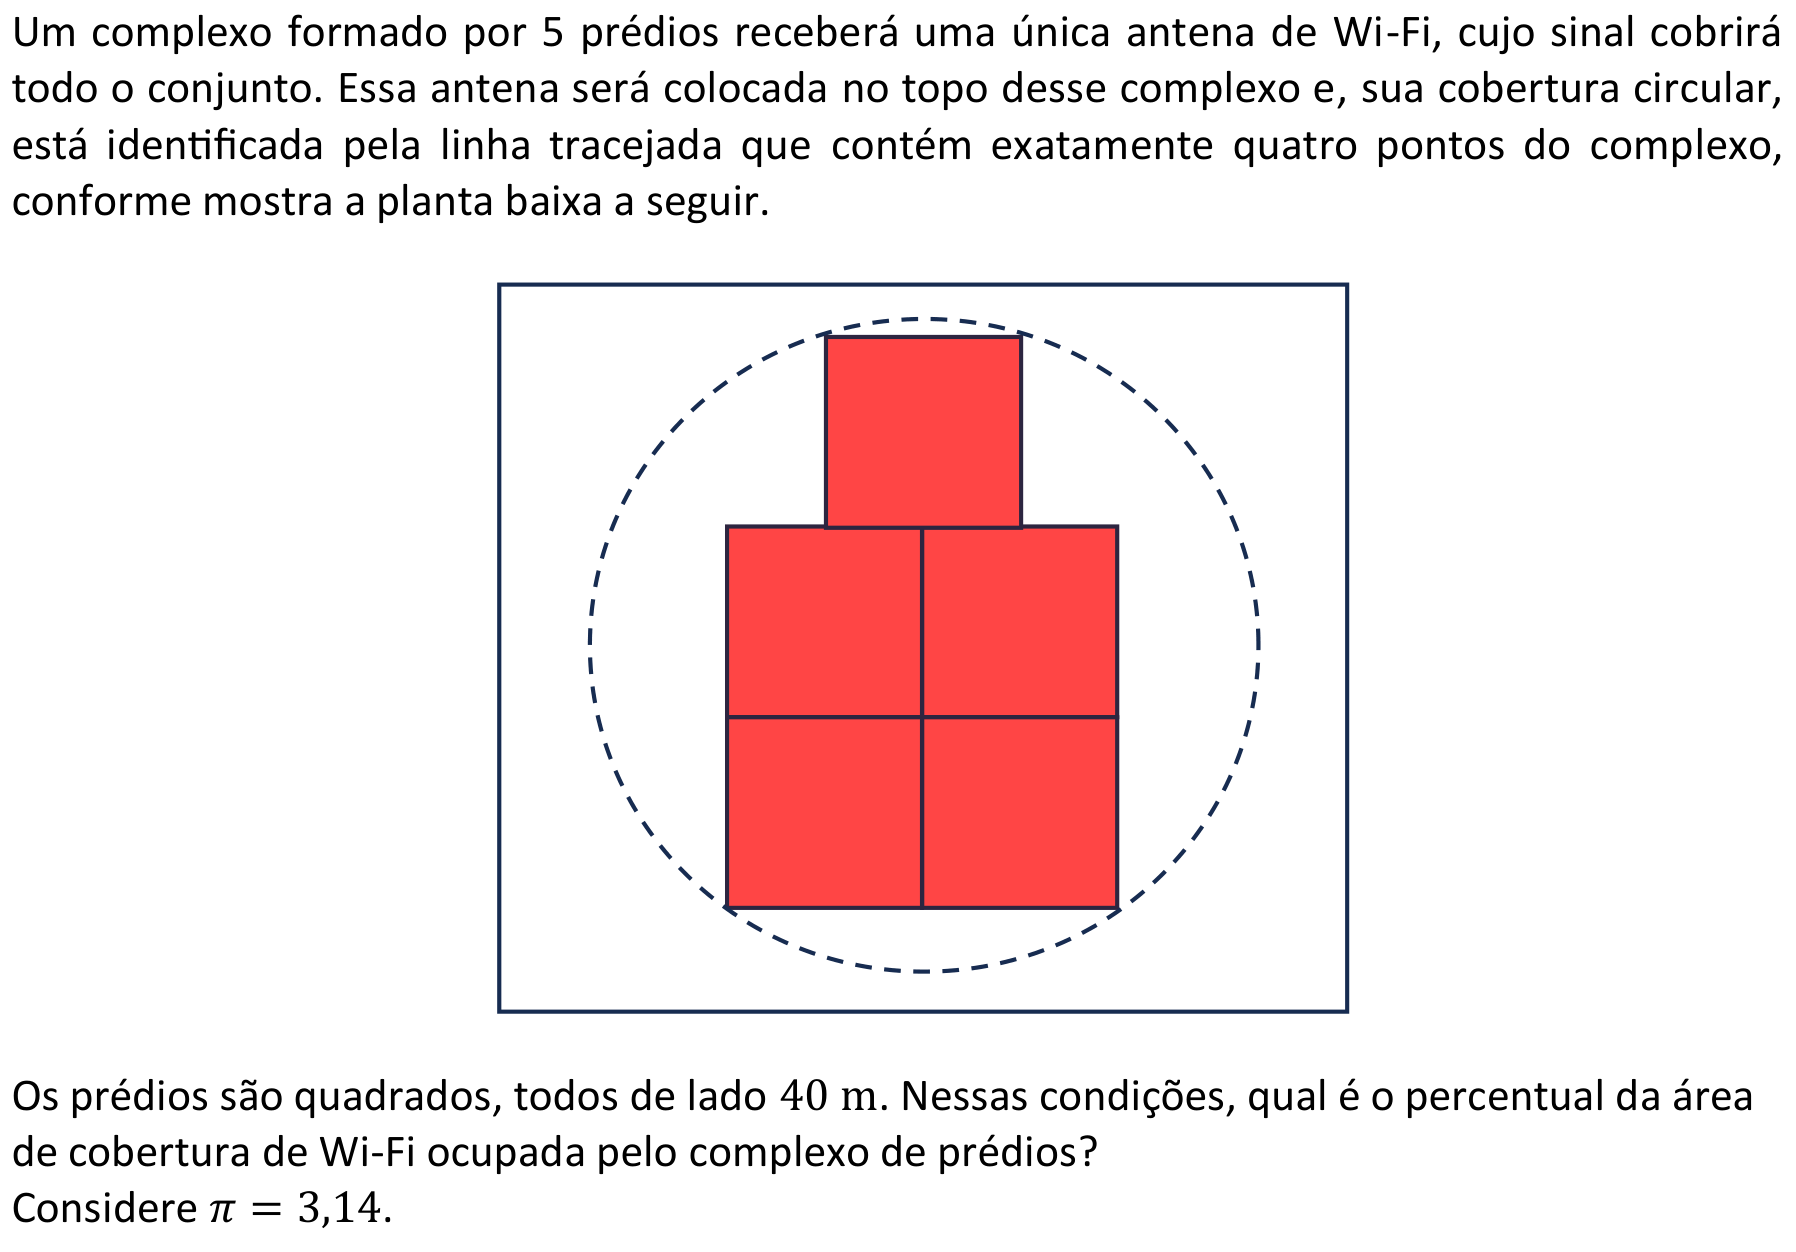 Um complexo formado por 5 prédios receberá uma única antena de Wi-Fi, cujo sinal cobrirá
todo o conjunto. Essa antena será colocada no topo desse complexo e, sua cobertura circular,
está identificada pela linha tracejada que contém exatamente quatro pontos do complexo,
conforme mostra a planta baixa a seguir.
Os prédios são quadrados, todos de lado 40 m. Nessas condições, qual é o percentual da área
de cobertura de Wi-Fi ocupada pelo complexo de prédios?
Considere π = 3,14.